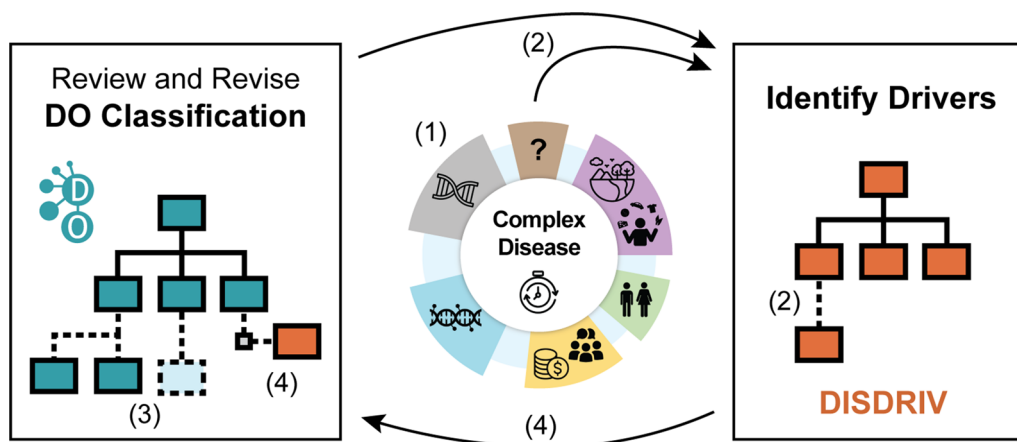 Review and Revise
DO Classification
D
O
(3)
(4)
(1)
(2)
?
Complex
Disease
$
(4)
Identify Drivers
(2)
DISDRIV